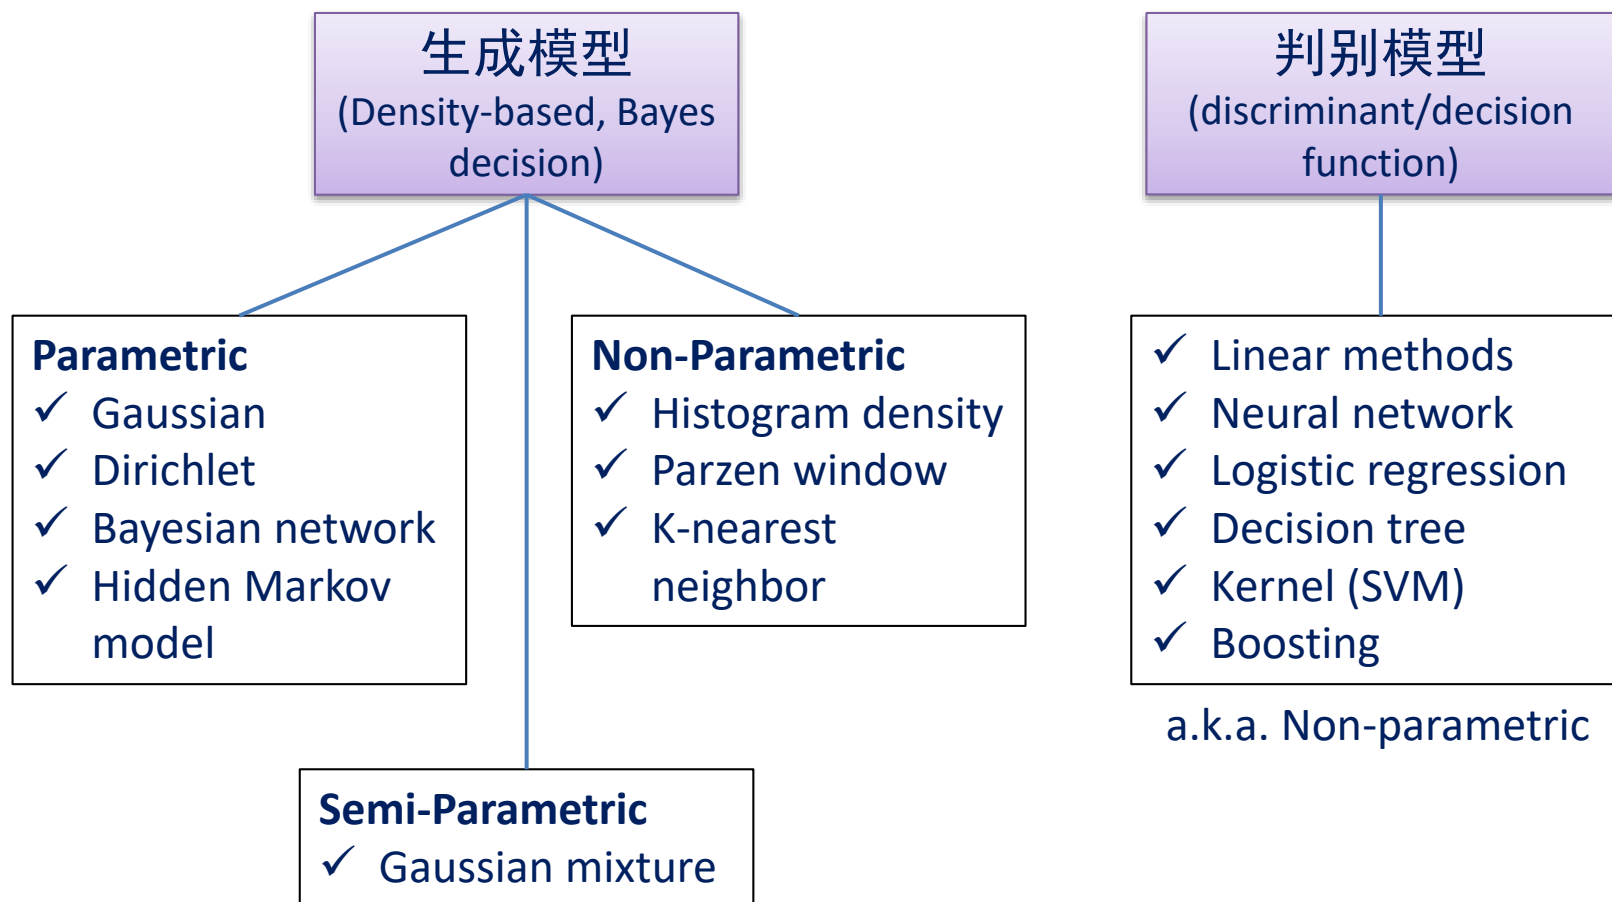 生成模型
(Density-based, Bayes
decision)
判别模型
(discriminant/decision
function)
Parametric
✓ Gaussian
✓ Dirichlet
✓ Bayesian network
✓ Hidden Markov
model
Non-Parametric
✓ Histogram density
✓ Parzen window
✓ K-nearest
neighbor
✓ Linear methods
✓ Neural network
✓ Logistic regression
✓ Decision tree
✓ Kernel (SVM)
✓ Boosting
a.k.a. Non-parametric
Semi-Parametric
✓ Gaussian mixture